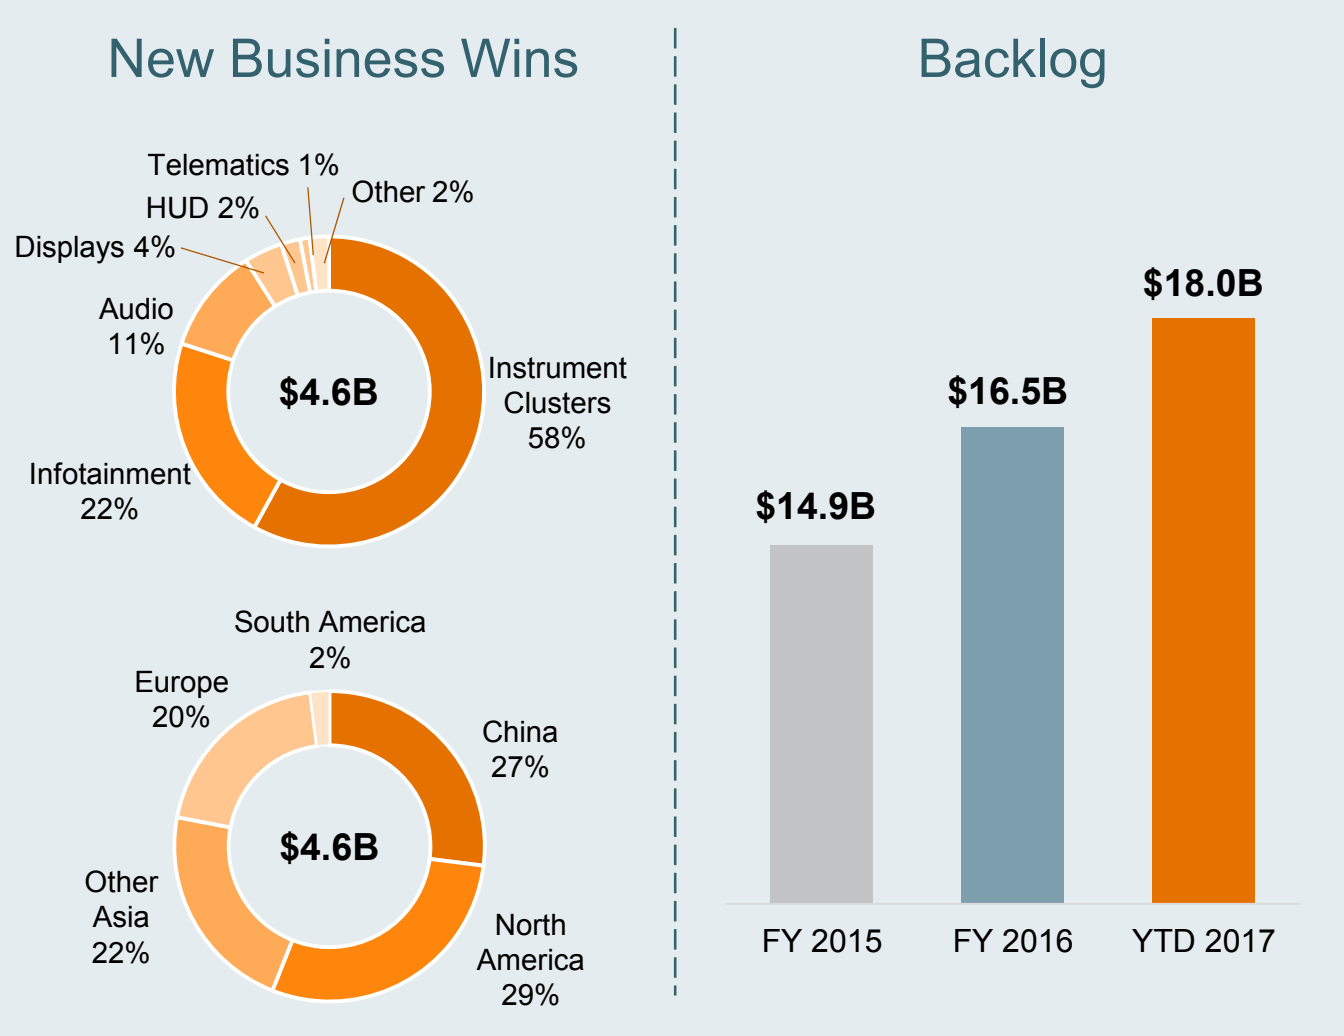 New Business Wins
Telematics 1%
Other 2%
HUD 2%
Displays 4%
Audio
11%
$4.6B
Instrument
Clusters
58%
Infotainment
22%
South America
2%
Europe
20%
China
27%
$4.6B
Other
Asia
22%
North
America
29%
Backlog
$18.0B
$16.5B
$14.9B
FY 2015
FY 2016
YTD 2017